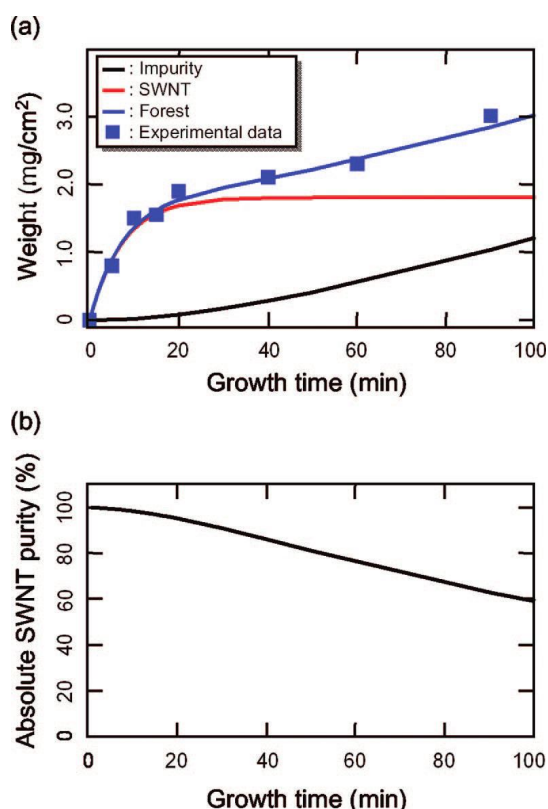 (a)
: Impurity
: SWNT
: Forest
: Experimental data
Weight (mg/cm2)
3.0
2.0
1.0
0
0 20 40 60 80 100
Growth time (min)
(b)
Absolute SWNT purity (%)
100
80
60
40
20
0
0 20 40 60 80 100
Growth time (min)